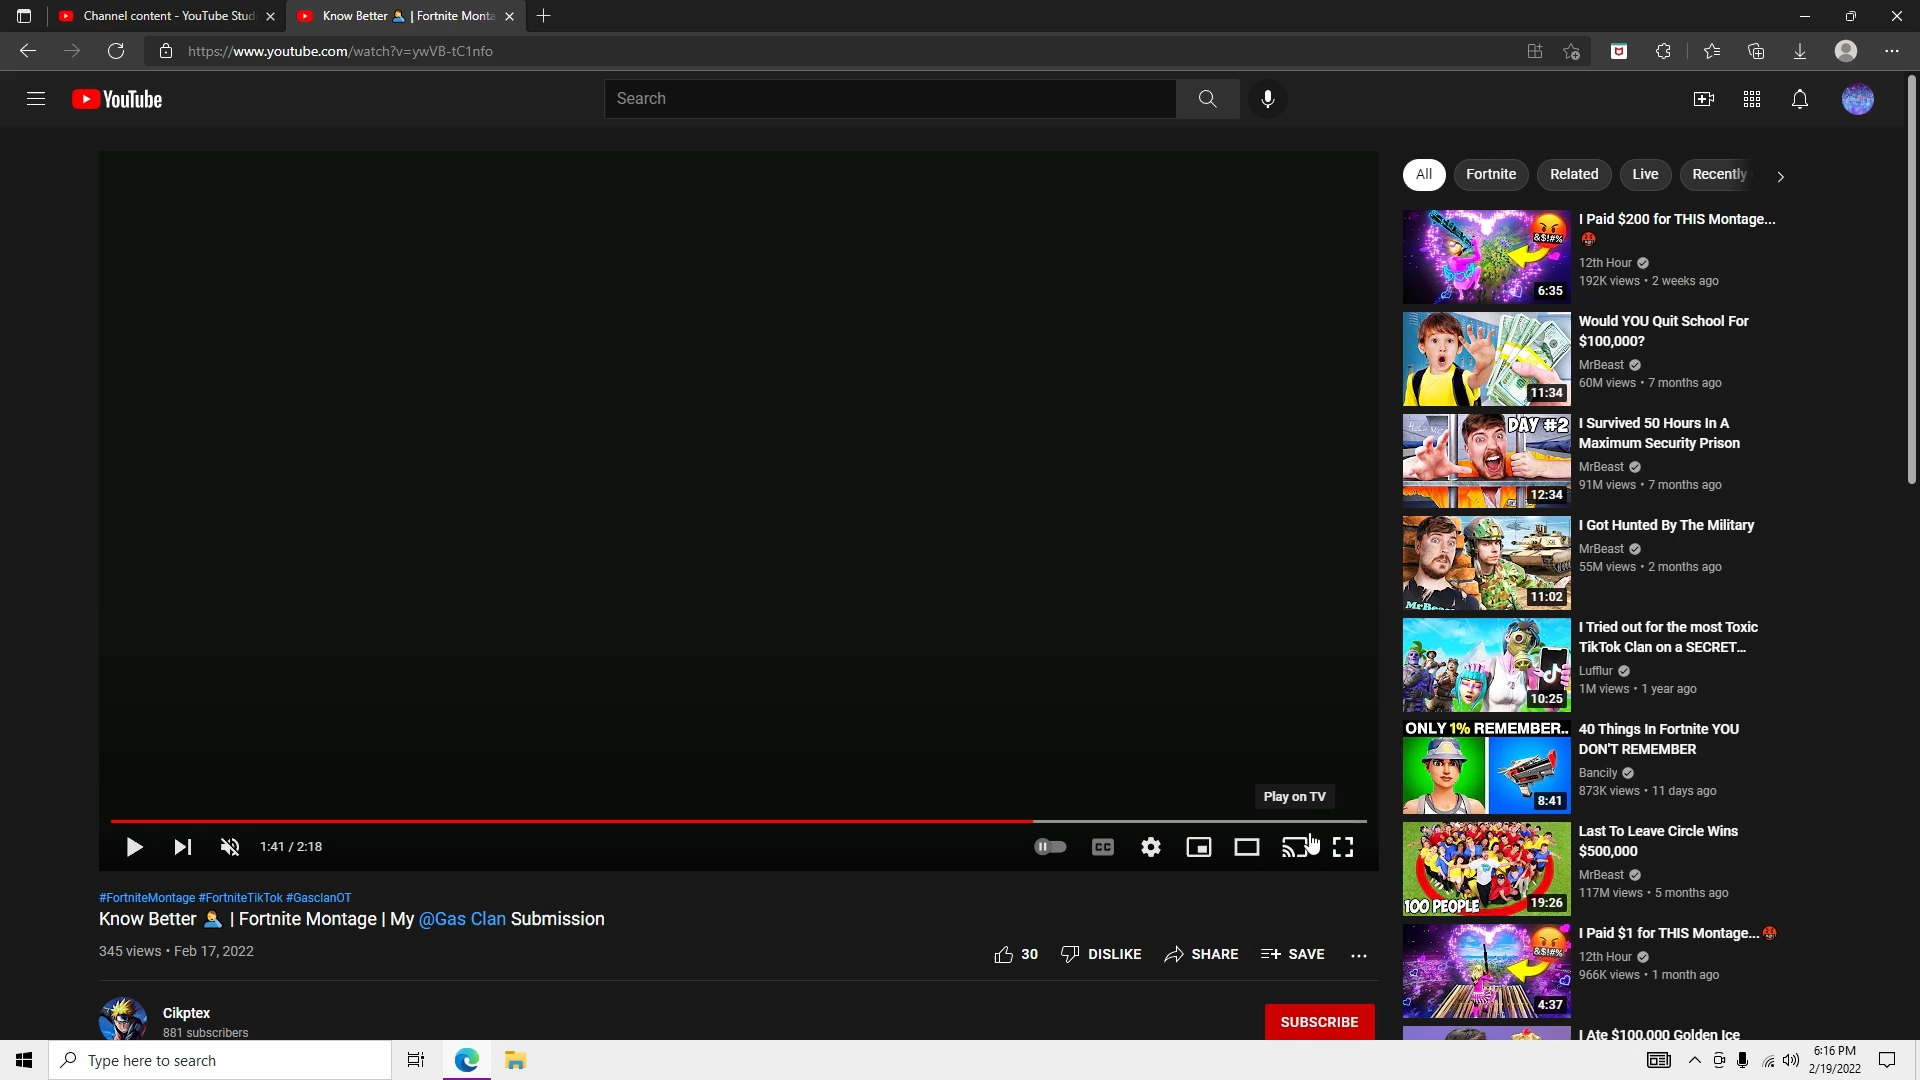 Channel content - YouTube Studi
Know Better 🤦‍♂️ | Fortnite Monta
https://www.youtube.com/watch?v=ywVB-tC1nfo
YouTube
Search
All
Fortnite
Related
Live
Recently
&$!#%
6:35
I Paid $200 for THIS Montage...
🤬
12th Hour
192K views • 2 weeks ago
11:34
Would YOU Quit School For
$100,000?
MrBeast
60M views • 7 months ago
DAY #2
12:34
I Survived 50 Hours In A
Maximum Security Prison
MrBeast
91M views • 7 months ago
11:02
I Got Hunted By The Military
MrBeast
55M views • 2 months ago
10:25
I Tried out for the most Toxic
TikTok Clan on a SECRET...
Lufflur
1M views • 1 year ago
ONLY 1% REMEMBER..
8:41
40 Things In Fortnite YOU
DON'T REMEMBER
Bancily
873K views • 11 days ago
100 PEOPLE
19:26
Last To Leave Circle Wins
$500,000
MrBeast
117M views • 5 months ago
&$!#%
4:37
I Paid $1 for THIS Montage...🤬
12th Hour
966K views • 1 month ago
I Ate $100,000 Golden Ice
Play on TV
1:41 / 2:18
CC
#FortniteMontage #FortniteTikTok #GasclanOT
Know Better 🤦‍♂️ | Fortnite Montage | My @Gas Clan Submission
345 views • Feb 17, 2022
30
DISLIKE
SHARE
SAVE
Cikptex
881 subscribers
SUBSCRIBE
Type here to search
6:16 PM
2/19/2022